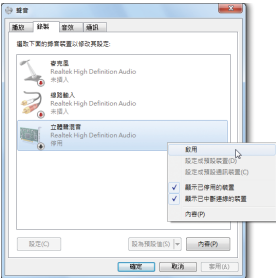 聲音
播放 錄製 音效 通訊
選取下面的錄音裝置以修改其設定:
麥克風
Realtek High Definition Audio
未插入
線路輸入
Realtek High Definition Audio
未插入
立體聲混音
Realtek High Definition Audio
停用
啟用
設定成預設裝置(D)
設定成預設通訊裝置(C)
顯示已停用的裝置
顯示已中斷連線的裝置
內容(P)
設定(C) 設為預設值(S) 內容(P)
確定 取消 套用(A)